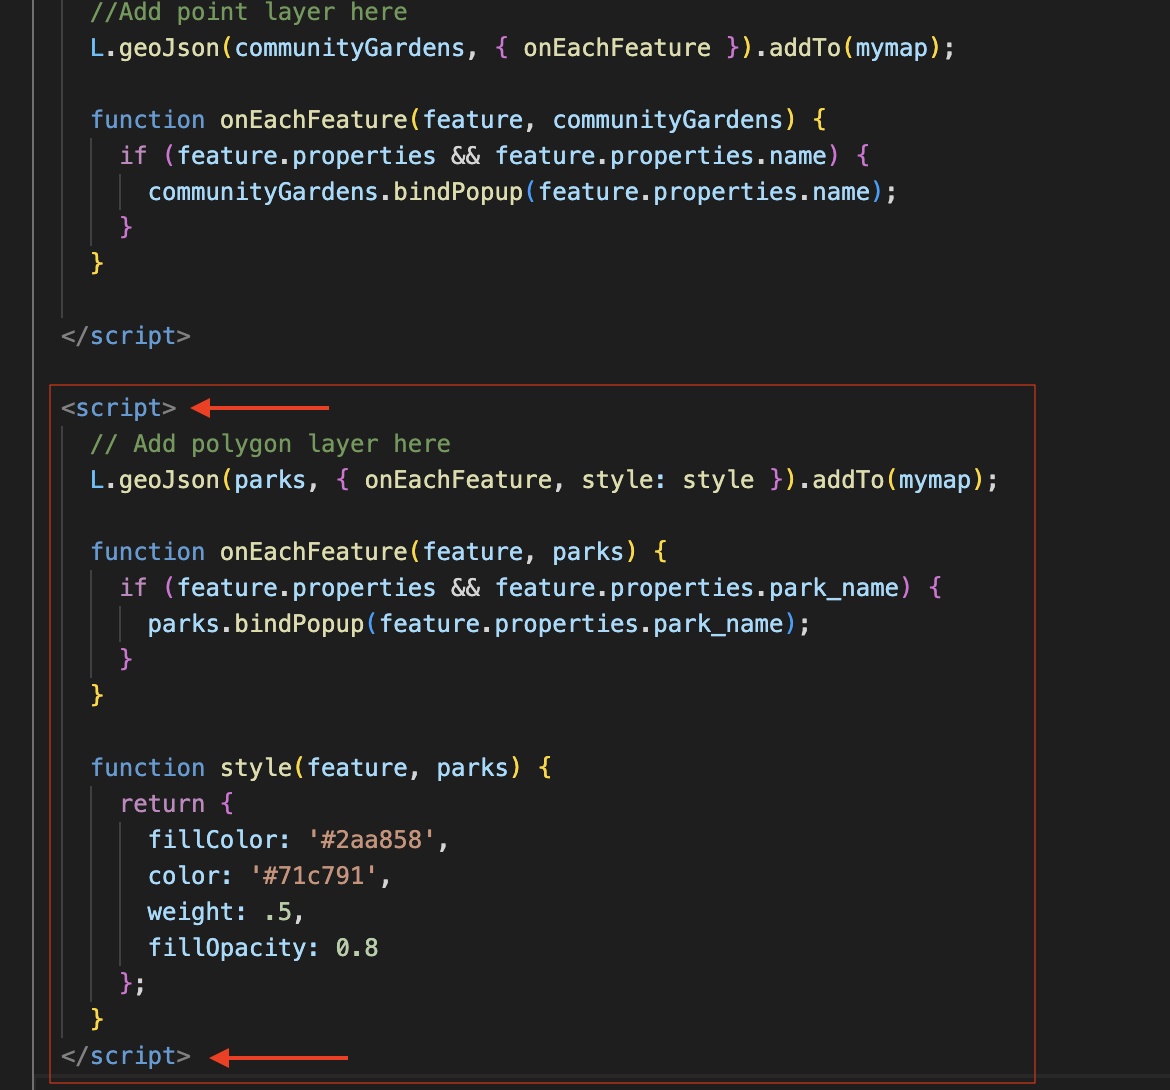 //Add point layer here
L.geoJson(communityGardens, { onEachFeature }).addTo(mymap);
function onEachFeature(feature, communityGardens) {
if (feature.properties && feature.properties.name) {
communityGardens.bindPopup(feature.properties.name);
}
}
</script>
<script>
// Add polygon layer here
L.geoJson(parks, { onEachFeature, style: style }).addTo(mymap);
function onEachFeature(feature, parks) {
if (feature.properties && feature.properties.park_name) {
parks.bindPopup(feature.properties.park_name);
}
}
function style(feature, parks) {
return {
fillColor: '#2aa858',
color: '#71c791',
weight: .5,
fillOpacity: 0.8
};
}
</script>